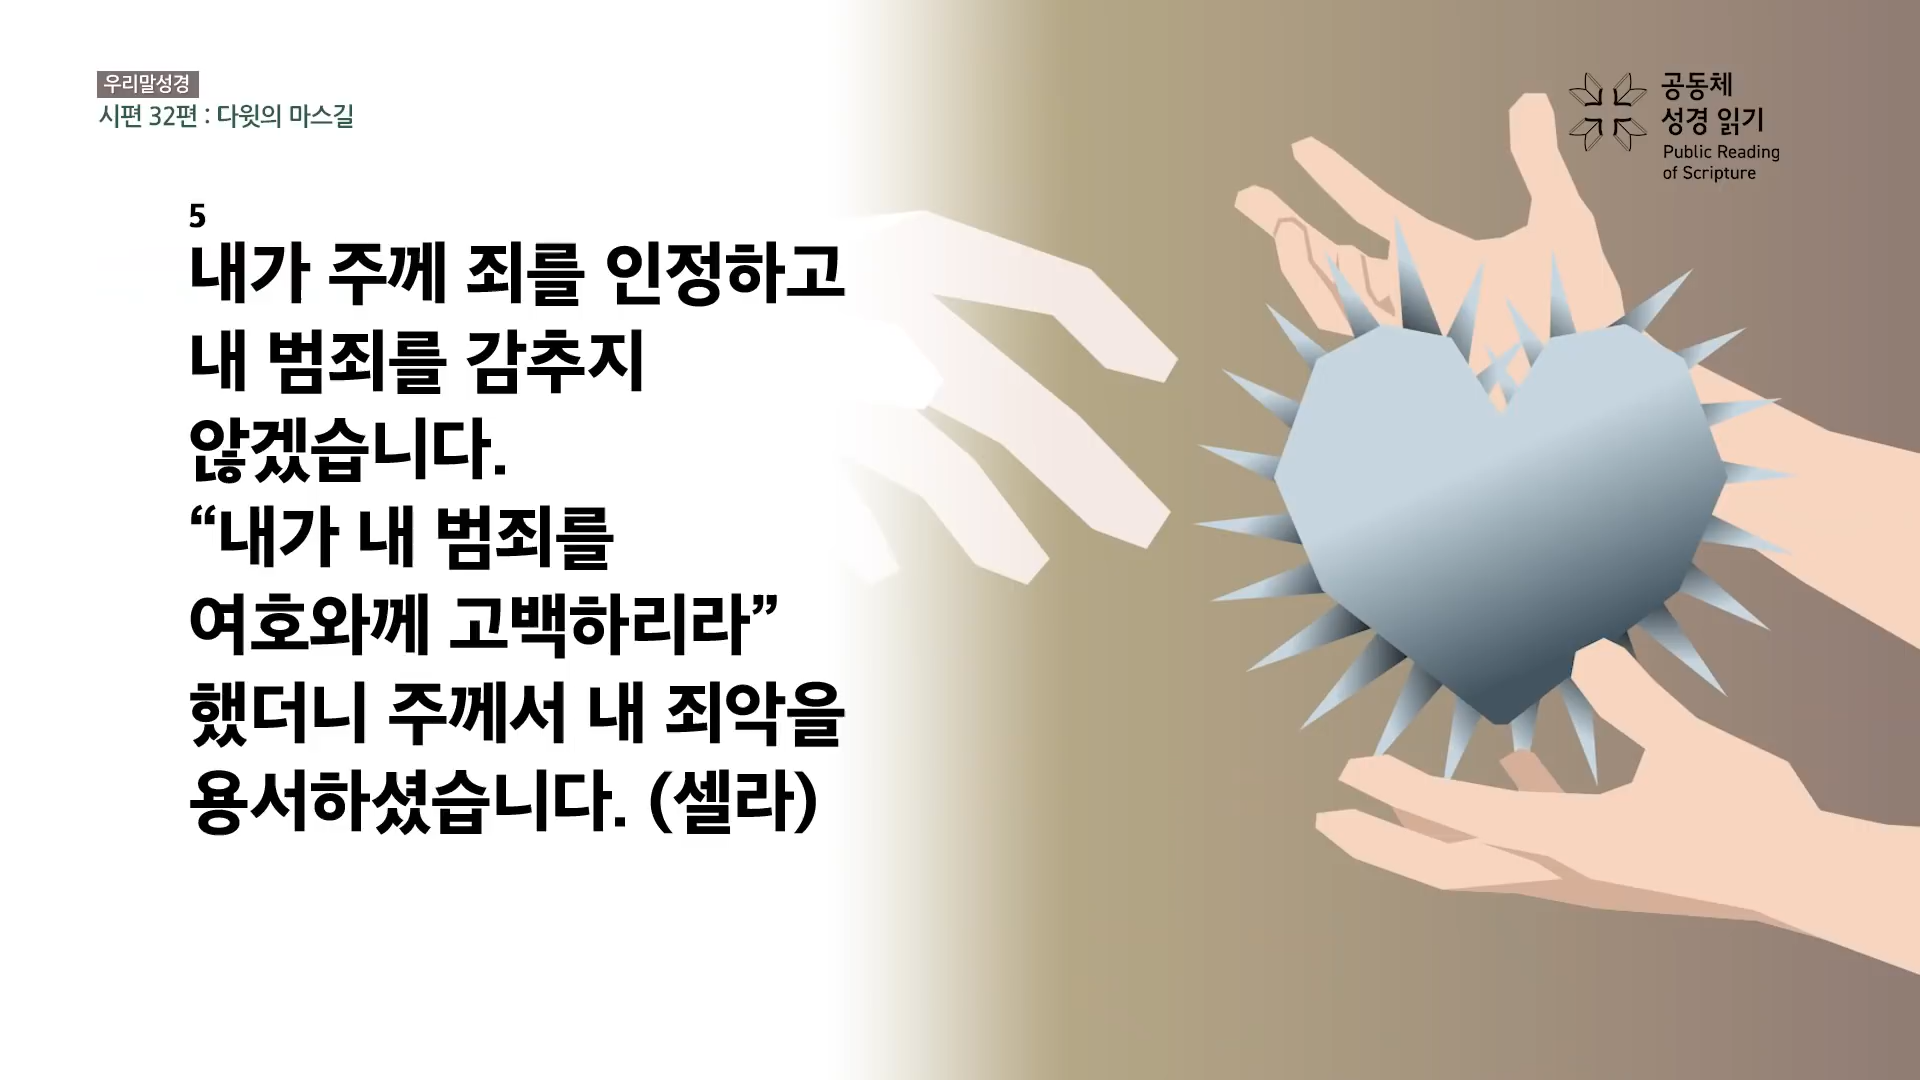 우리말성경
시편 32편 : 다윗의 마스길
공동체
성경 읽기
Public Reading
of Scripture
5
내가 주께 죄를 인정하고
내 범죄를 감추지
않겠습니다.
“내가 내 범죄를
여호와께 고백하리라”
했더니 주께서 내 죄악을
용서하셨습니다. (셀라)